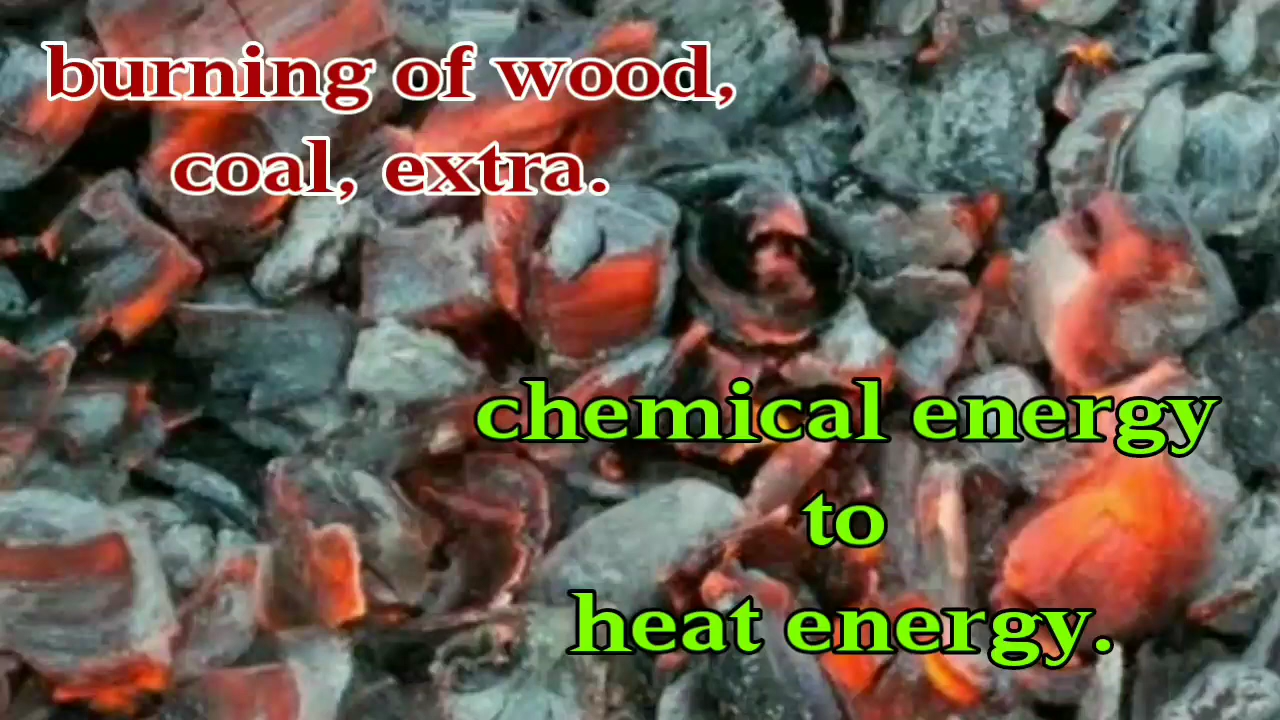 burning of wood,
coal, extra.
chemical energy
to
heat energy.